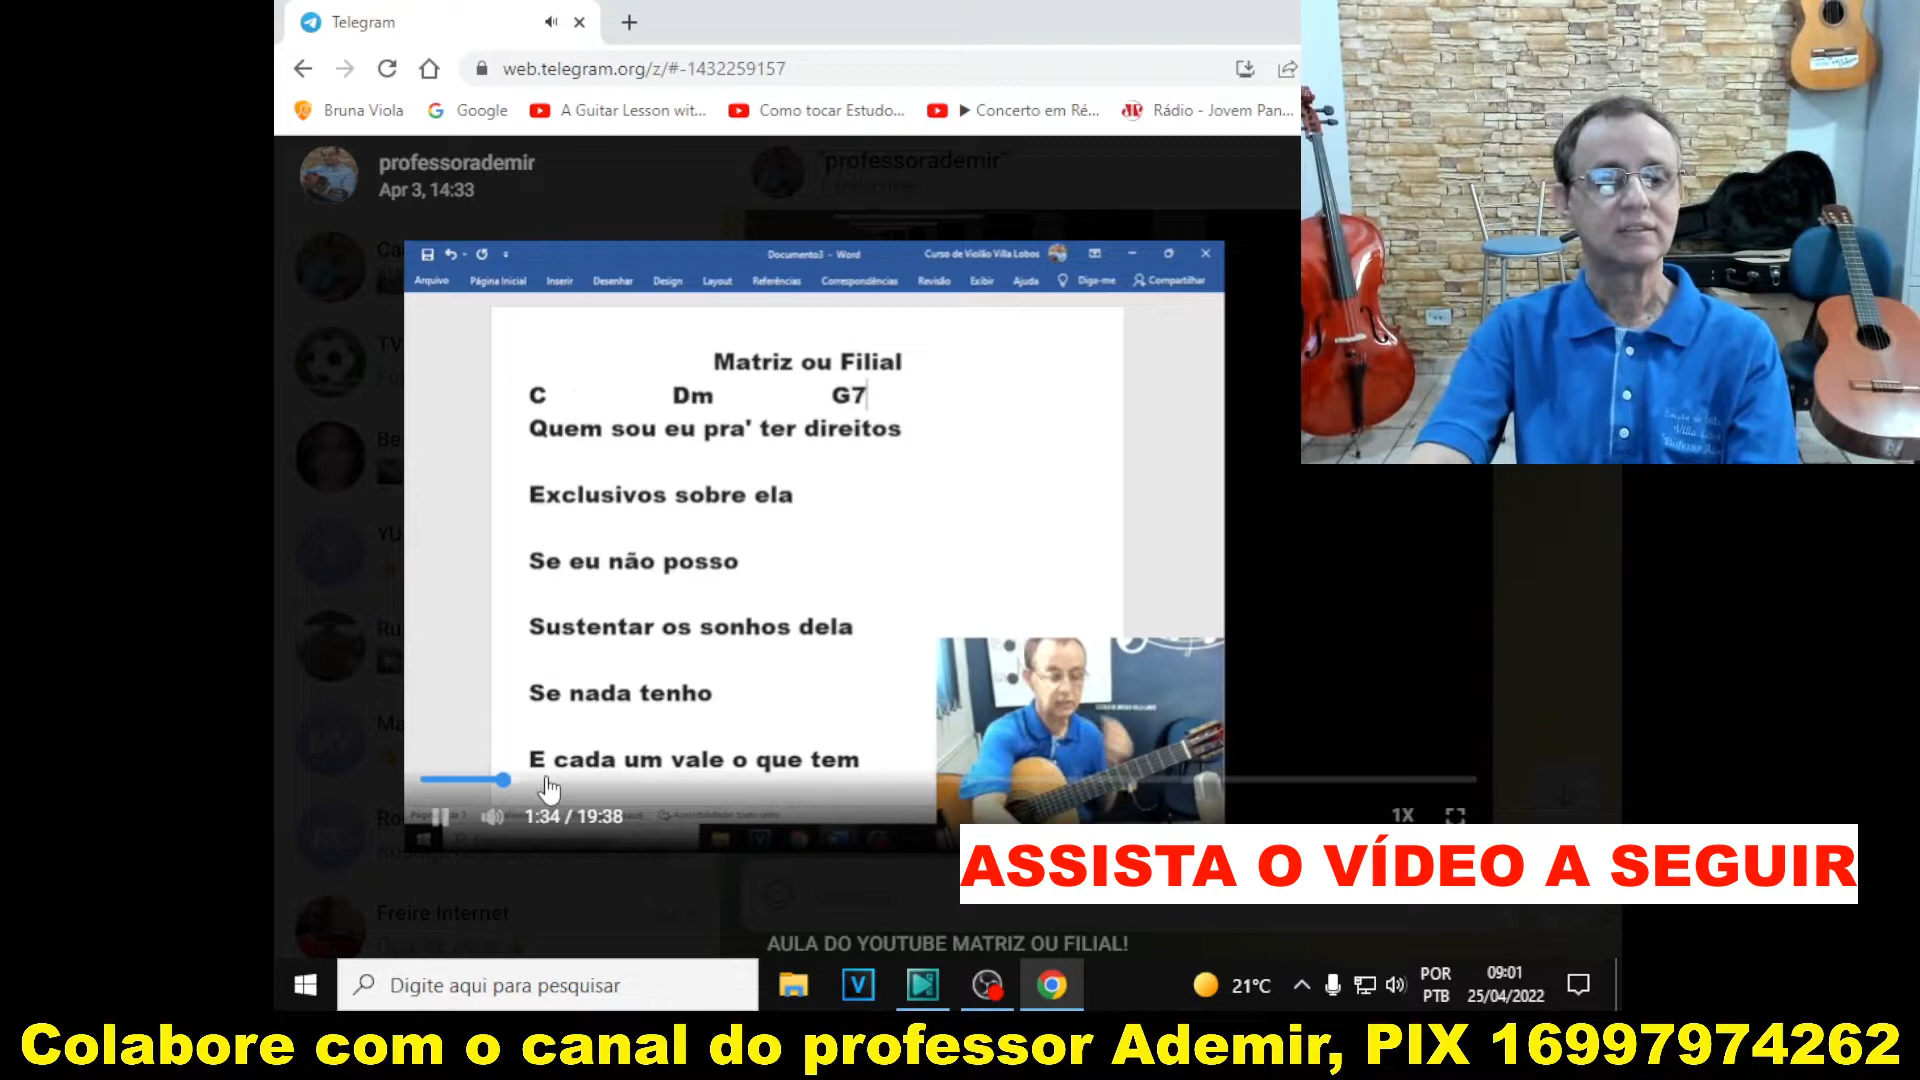 Telegram
web.telegram.org/z/#-1432259157
Bruna Viola
Google
A Guitar Lesson wit...
Como tocar Estudo...
▶ Concerto em Ré...
Rádio - Jovem Pan...
professorademir
Apr 3, 14:33
"professorademir"
Documento3 - Word
Curso de Violão Villa Lobos
Arquivo
Página Inicial
Inserir
Desenhar
Design
Layout
Referências
Correspondências
Revisão
Exibir
Ajuda
Diga-me
Compartilhar
Matriz ou Filial
C Dm G7
Quem sou eu pra' ter direitos
Exclusivos sobre ela
Se eu não posso
Sustentar os sonhos dela
Se nada tenho
E cada um vale o que tem
1:34 / 19:38
1X
ASSISTA O VÍDEO A SEGUIR
Freire Internet
AULA DO YOUTUBE MATRIZ OU FILIAL!
Digite aqui para pesquisar
21°C
POR
PTB
09:01
25/04/2022
Colabore com o canal do professor Ademir, PIX 16997974262